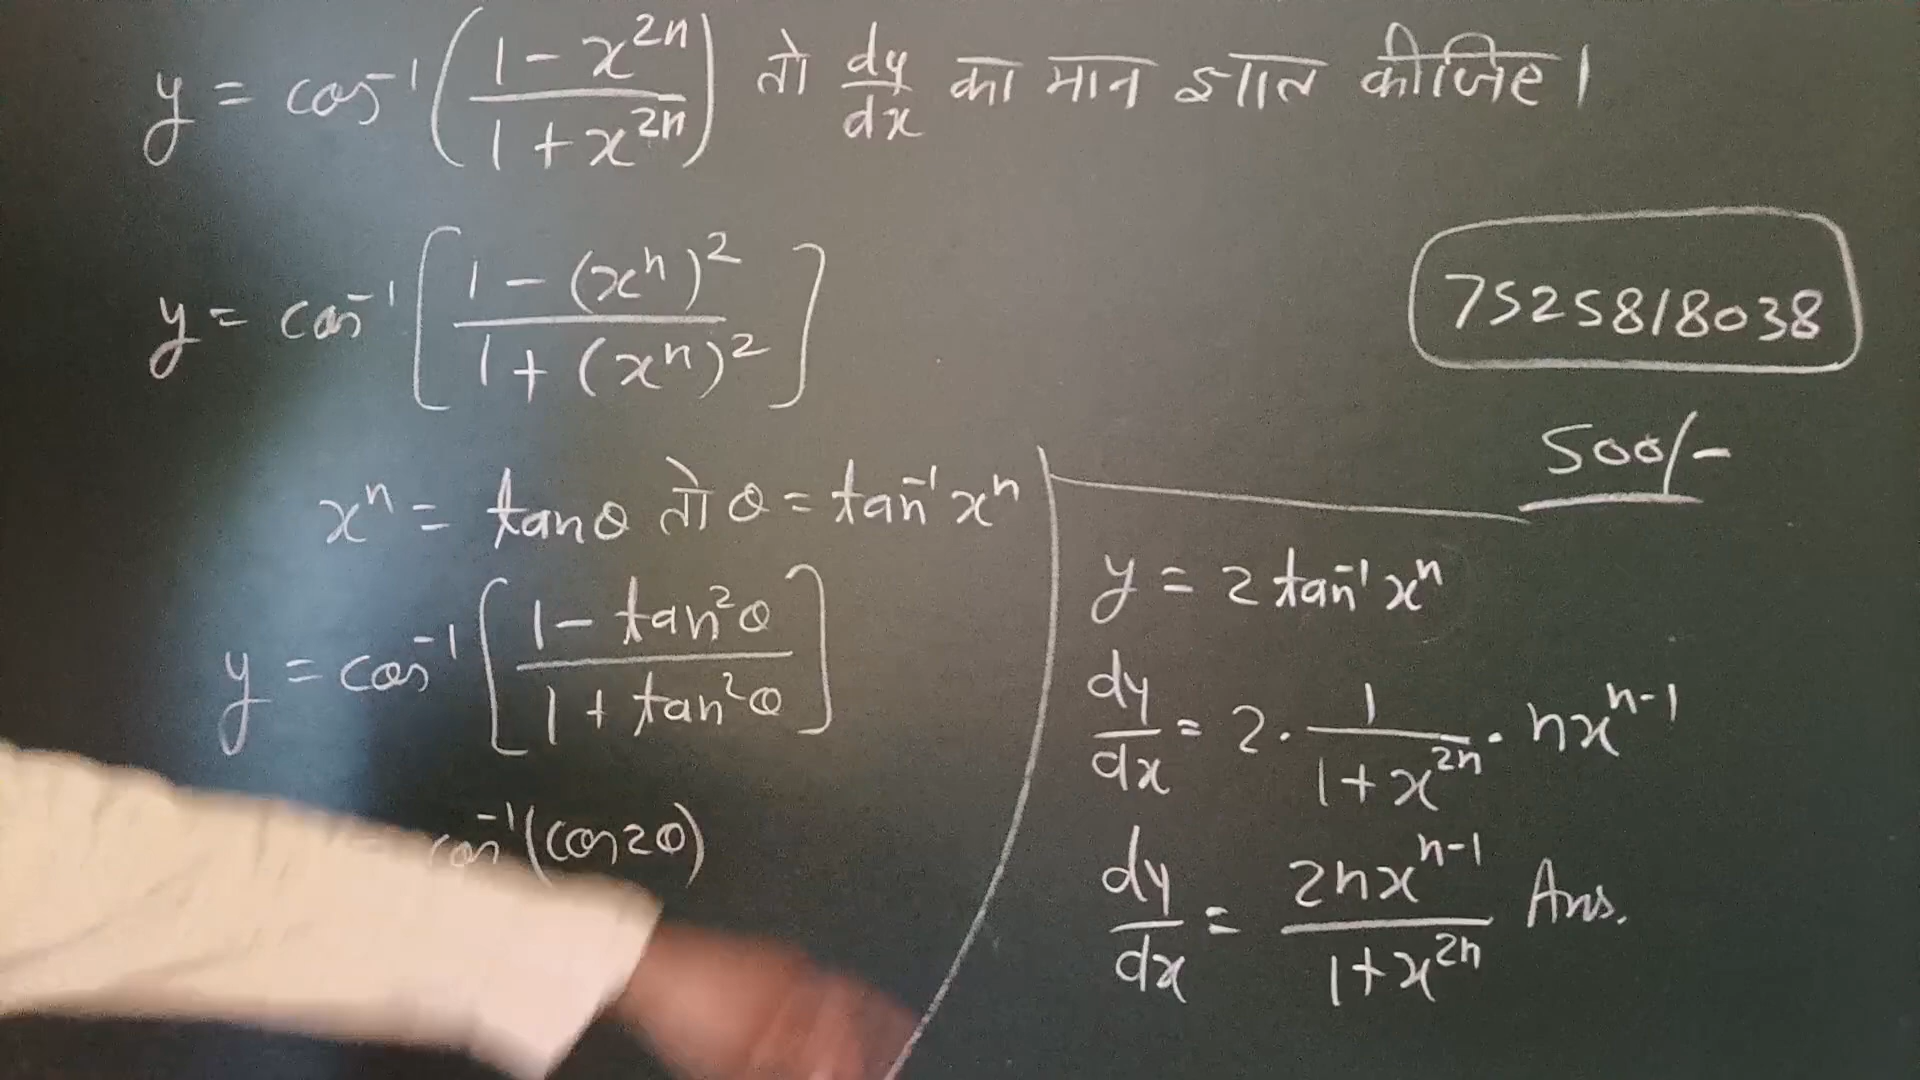 y = cos⁻¹((1 - x²ⁿ)/(1 + x²ⁿ)) तो dy/dx का मान ज्ञात कीजिए।
y = cos⁻¹[(1 - (xⁿ)²)/(1 + (xⁿ)²)]
7525818038
500/-
xⁿ = tanθ तो θ = tan⁻¹xⁿ
y = cos⁻¹[(1 - tan²θ)/(1 + tan²θ)]
cos⁻¹(cos2θ)
y = 2tan⁻¹xⁿ
dy/dx = 2 · 1/(1 + x²ⁿ) · nxⁿ⁻¹
dy/dx = 2nxⁿ⁻¹/(1 + x²ⁿ) Ans.